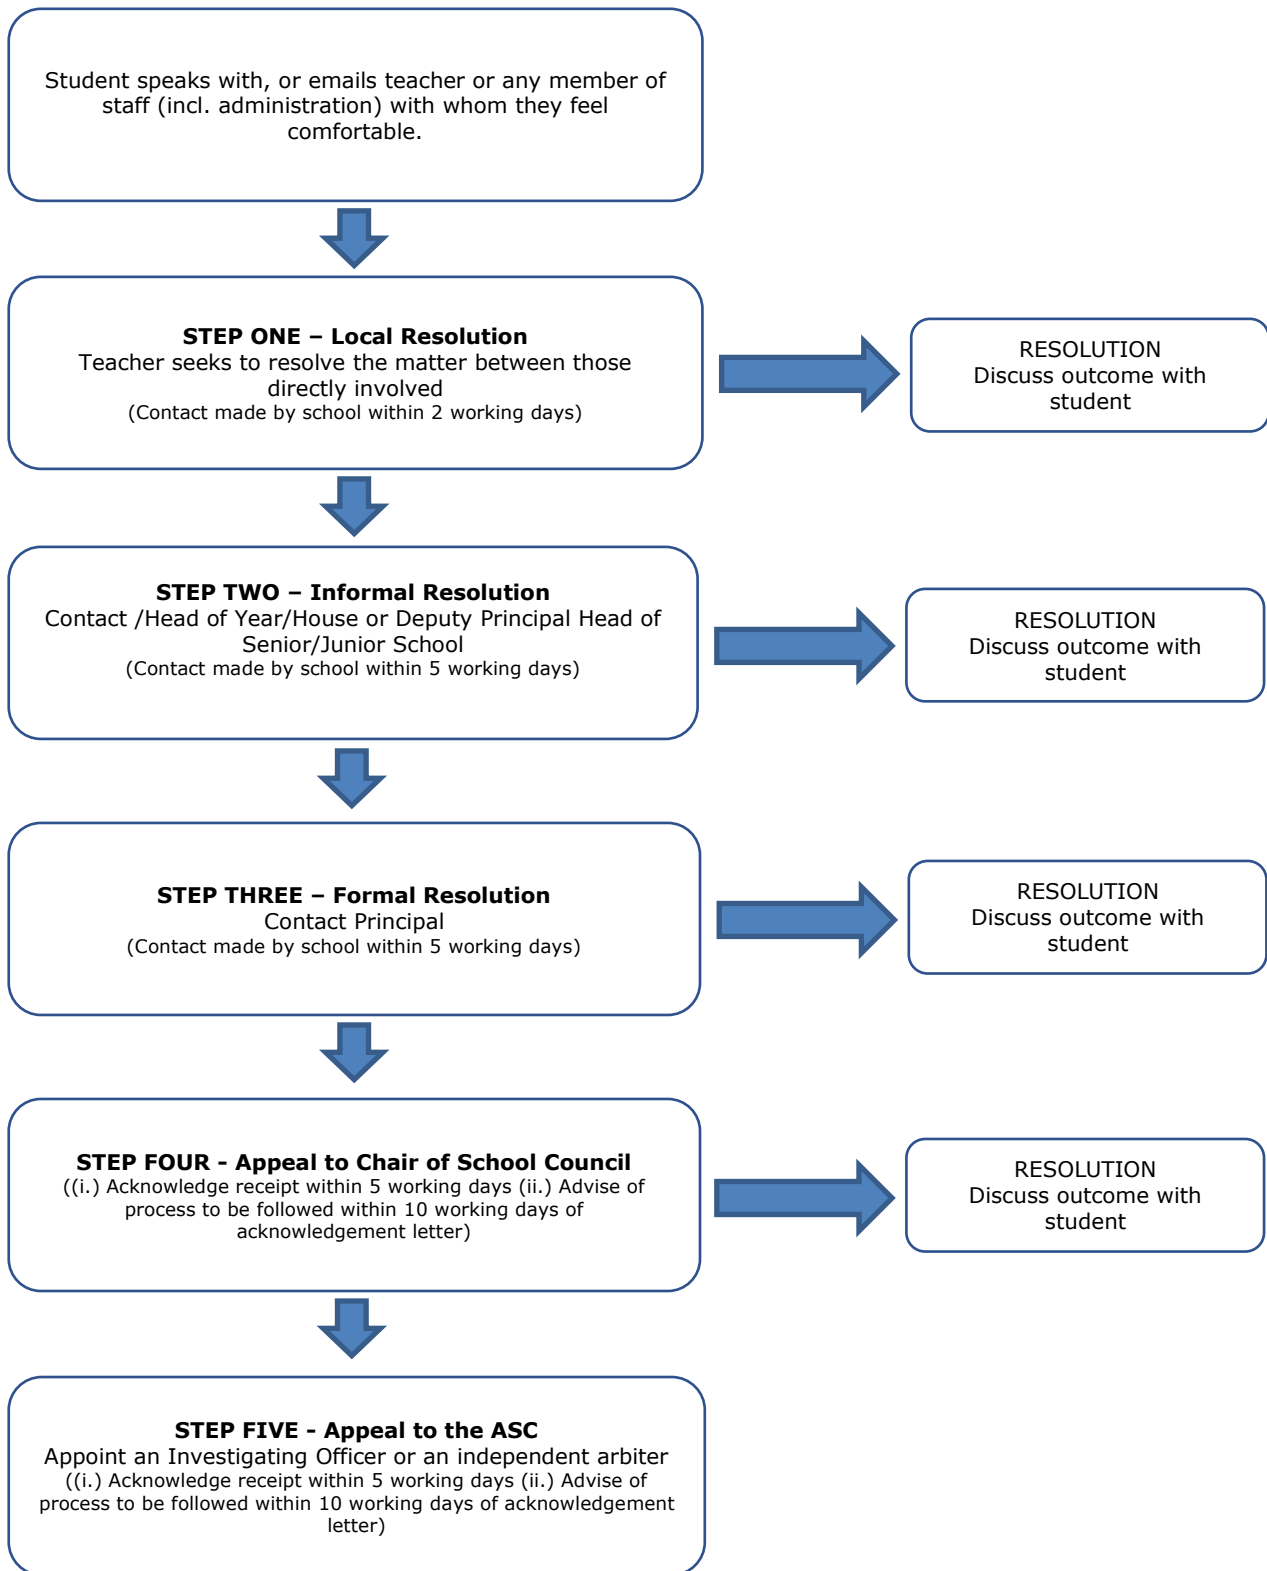 Student speaks with, or emails teacher or any member of
staff (incl. administration) with whom they feel
comfortable.
STEP ONE – Local Resolution
Teacher seeks to resolve the matter between those
directly involved
(Contact made by school within 2 working days)
RESOLUTION
Discuss outcome with
student
STEP TWO – Informal Resolution
Contact /Head of Year/House or Deputy Principal Head of
Senior/Junior School
(Contact made by school within 5 working days)
RESOLUTION
Discuss outcome with
student
STEP THREE – Formal Resolution
Contact Principal
(Contact made by school within 5 working days)
RESOLUTION
Discuss outcome with
student
STEP FOUR - Appeal to Chair of School Council
((i.) Acknowledge receipt within 5 working days (ii.) Advise of
process to be followed within 10 working days of
acknowledgement letter)
RESOLUTION
Discuss outcome with
student
STEP FIVE - Appeal to the ASC
Appoint an Investigating Officer or an independent arbiter
((i.) Acknowledge receipt within 5 working days (ii.) Advise of
process to be followed within 10 working days of acknowledgement
letter)